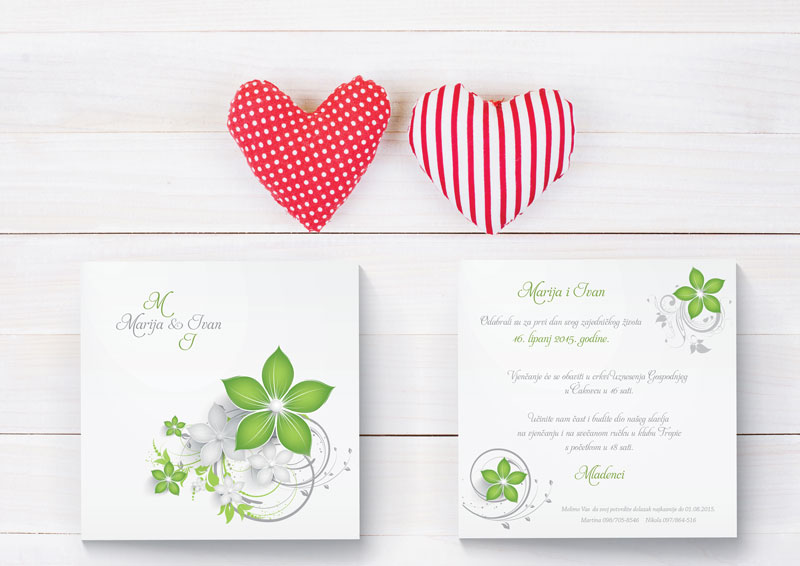 M
Marija & Ivan
I
Marija i Ivan
Odabrali su za prvi dan svog zajedničkog života
16. lipanj 2015. godine.
Vjenčanje će se obaviti u crkvi Uznesenja Gospodnjeg
u Čakovcu u 16 sati.
Učinite nam čast i budite dio našeg slavlja
na vjenčanju i na svečanom ručku u klubu Tropic
s početkom u 18 sati.
Mladenci
Molimo Vas da svoj potvrdite dolazak najkasnije do 01.06.2015.
Martina 098/705-8546 Nikola 097/864-516